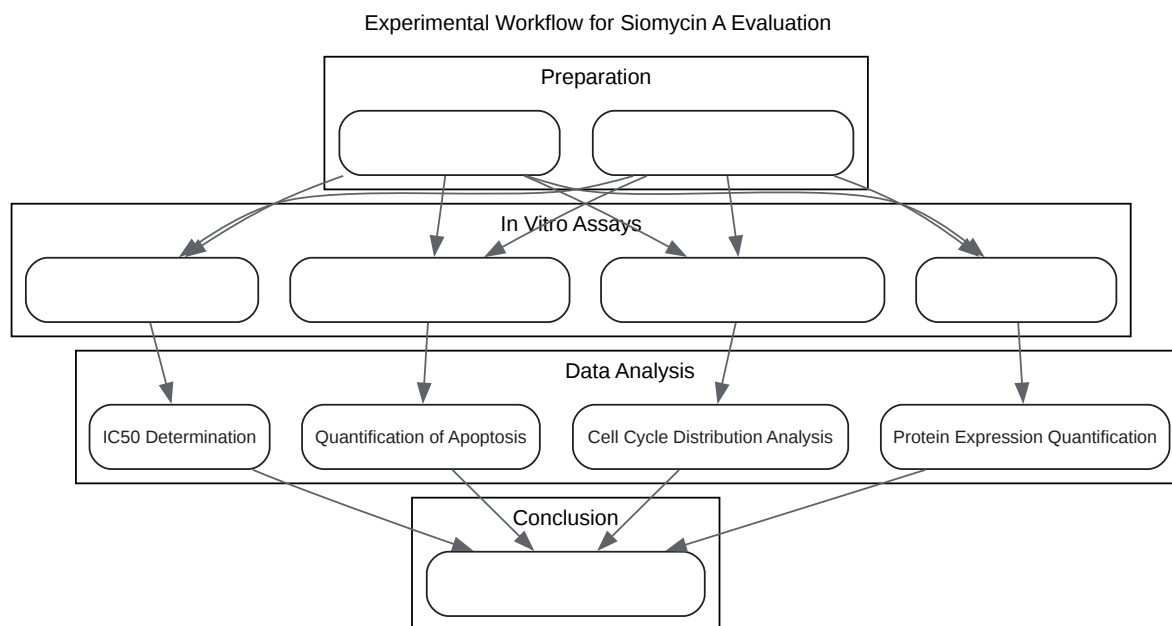 Experimental Workflow for Siomycin A Evaluation
Preparation
In Vitro Assays
Data Analysis
IC50 Determination
Quantification of Apoptosis
Cell Cycle Distribution Analysis
Protein Expression Quantification
Conclusion